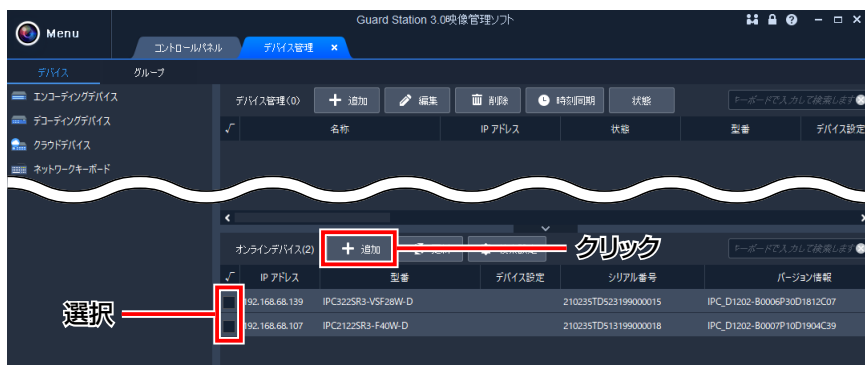 Guard Station 3.0映像管理ソフト
Menu
コントロールパネル
デバイス管理
デバイス
グループ
エンコーディングデバイス
デコーディングデバイス
クラウドデバイス
ネットワークキーボード
デバイス管理(0)
追加
編集
削除
時刻同期
状態
キーボードで入力して検索します
名称
IP アドレス
状態
型番
デバイス設定
オンラインデバイス(2)
追加
クリック
キーボードで入力して検索します
IP アドレス
型番
デバイス設定
シリアル番号
バージョン情報
選択
192.168.68.139 IPC322SR3-VSF28W-D 210235TD523199000015 IPC_D1202-B0006P30D1812C07
192.168.68.107 IPC2122SR3-F40W-D 210235TD513199000018 IPC_D1202-B0007P10D1904C39